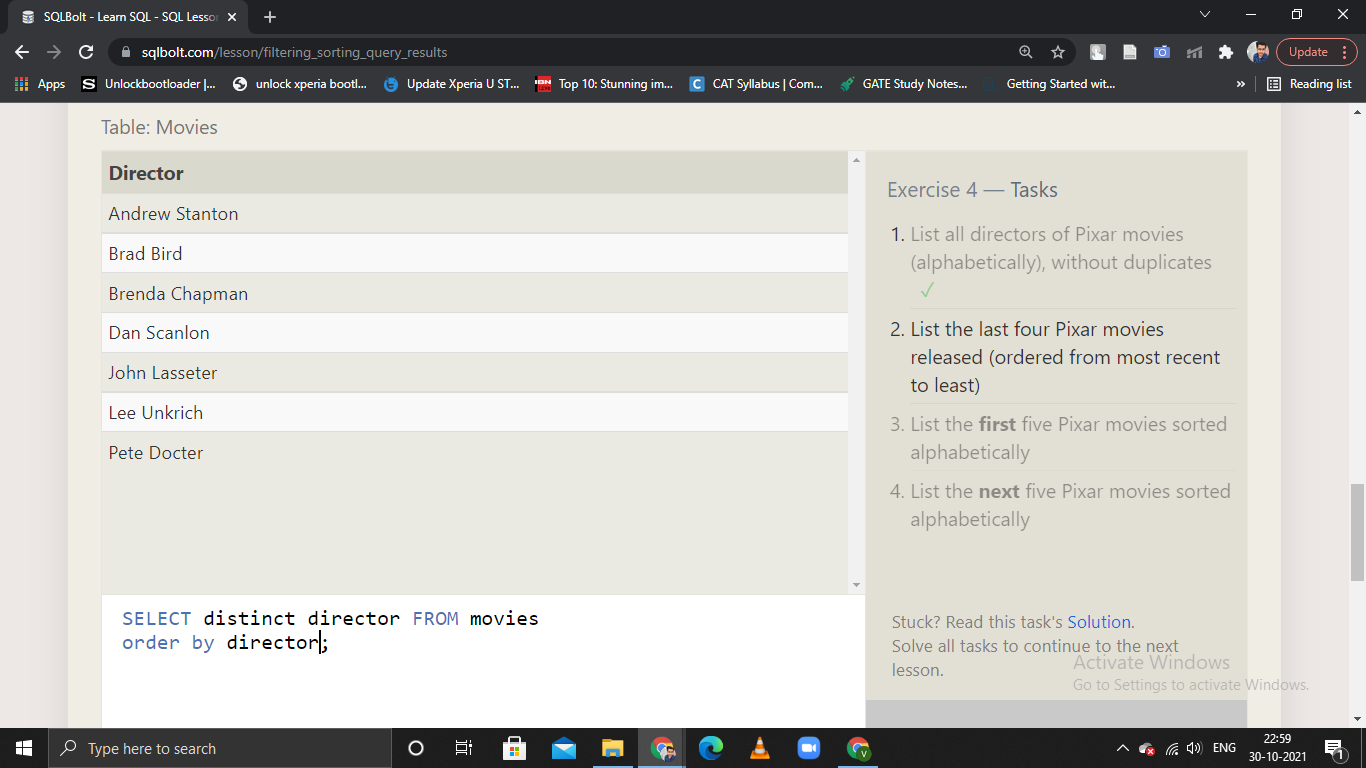 SQLBolt - Learn SQL - SQL Lesson
sqlbolt.com/lesson/filtering_sorting_query_results
Update
Apps
Unlockbootloader |...
unlock xperia bootl...
Update Xperia U ST...
Top 10: Stunning im...
CAT Syllabus | Com...
GATE Study Notes...
Getting Started wit...
»
Reading list
Table: Movies
Director
Andrew Stanton
Brad Bird
Brenda Chapman
Dan Scanlon
John Lasseter
Lee Unkrich
Pete Docter
SELECT distinct director FROM movies
order by director;
Exercise 4 — Tasks
1. List all directors of Pixar movies
(alphabetically), without duplicates
✓
2. List the last four Pixar movies
released (ordered from most recent
to least)
3. List the first five Pixar movies sorted
alphabetically
4. List the next five Pixar movies sorted
alphabetically
Stuck? Read this task's Solution.
Solve all tasks to continue to the next
lesson.
Activate Windows
Go to Settings to activate Windows.
Type here to search
ENG
22:59
30-10-2021
1